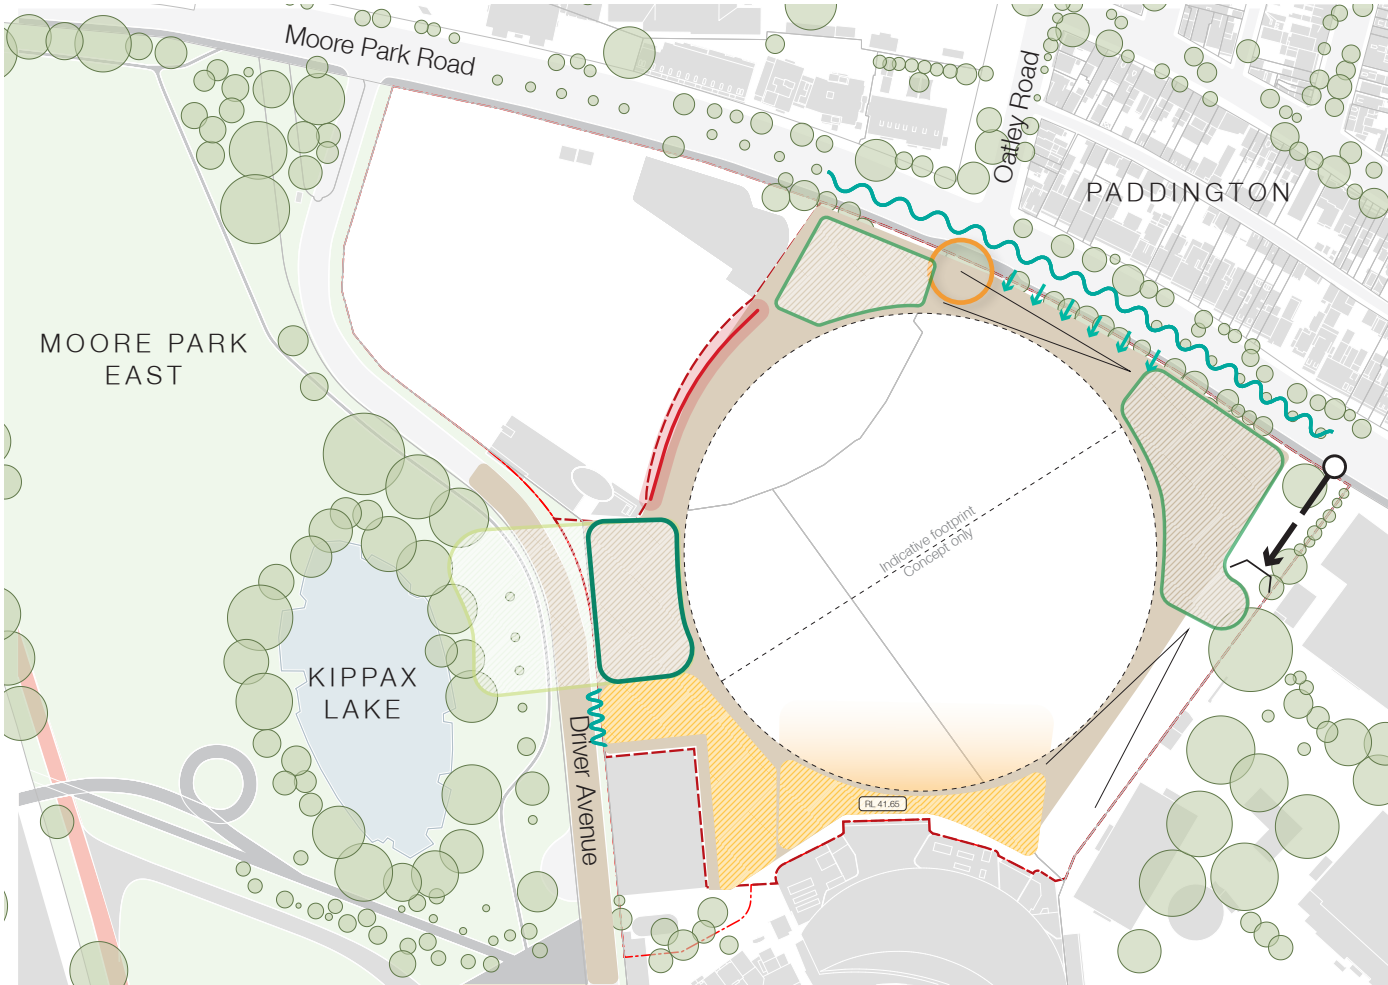 Moore Park Road
Oatley Road
PADDINGTON
MOORE PARK
EAST
Indicative footprint
Concept only
KIPPAX
LAKE
Driver Avenue
RL 41.65